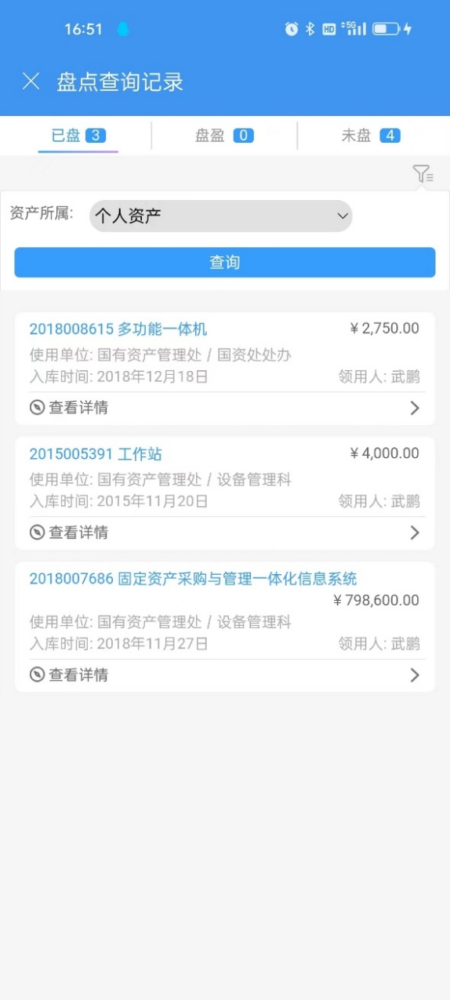 16:51
HD 5G
盘点查询记录
已盘 3 盘盈 0 未盘 4
资产所属: 个人资产
查询
2018008615 多功能一体机 ¥2,750.00
使用单位: 国有资产管理处 / 国资处处办
入库时间: 2018年12月18日 领用人: 武鹏
查看详情
2015005391 工作站 ¥4,000.00
使用单位: 国有资产管理处 / 设备管理科
入库时间: 2015年11月20日 领用人: 武鹏
查看详情
2018007686 固定资产采购与管理一体化信息系统
¥798,600.00
使用单位: 国有资产管理处 / 设备管理科
入库时间: 2018年11月27日 领用人: 武鹏
查看详情